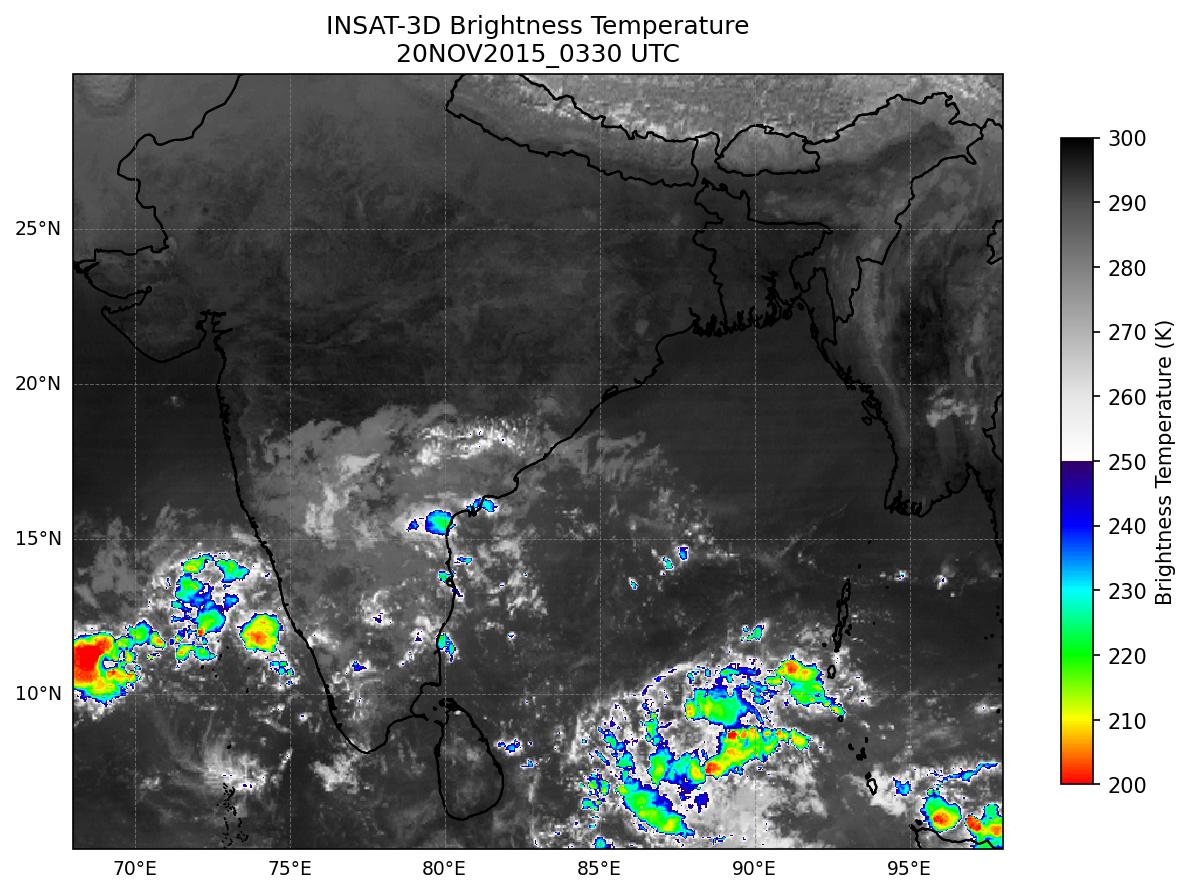 INSAT-3D Brightness Temperature
20NOV2015_0330 UTC
25°N
20°N
15°N
10°N
70°E
75°E
80°E
85°E
90°E
95°E
300
290
280
270
260
250
240
230
220
210
200
Brightness Temperature (K)